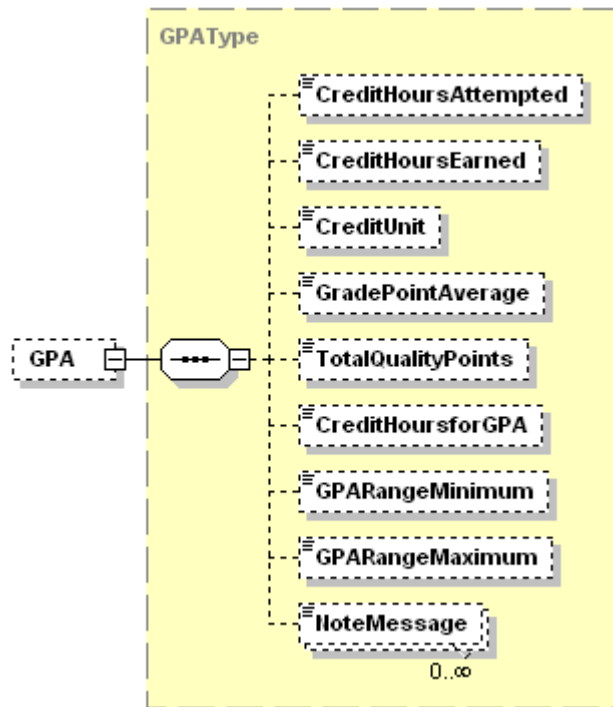 GPAType
CreditHoursAttempted
CreditHoursEarned
CreditUnit
GradePointAverage
GPA
TotalQualityPoints
CreditHoursforGPA
GPARangeMinimum
GPARangeMaximum
NoteMessage
0..∞